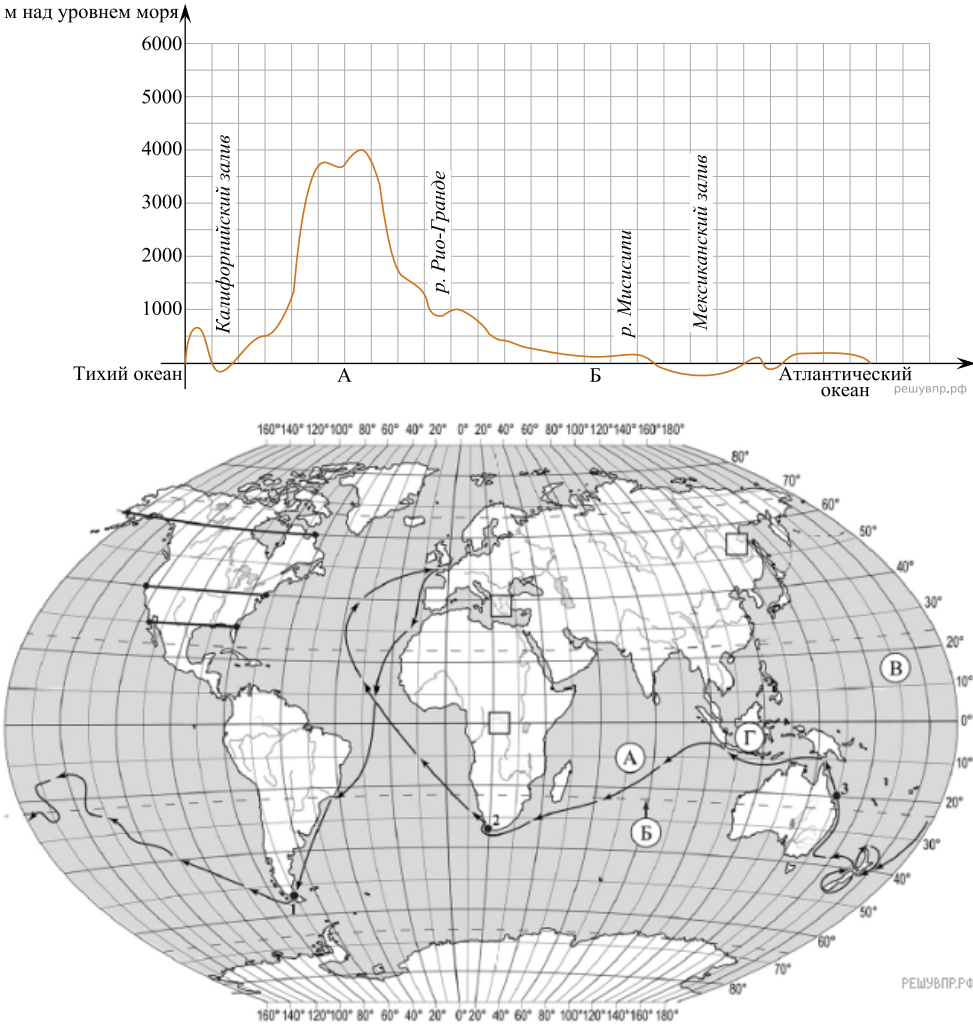 м над уровнем моря
6000
5000
4000
3000
2000
1000
Калифорнийский залив
р. Рио-Гранде
р. Мисисипи
Мексиканский залив
Тихий океан
А
Б
Атлантический
океан
решувпр.рф
160° 140° 120° 100° 80° 60° 40° 20° 0° 20° 40° 60° 80° 100° 120° 140° 160° 180°
80°
70°
60°
50°
40°
30°
20°
В
10°
0°
Г
А
10°
3
20°
2
Б
30°
40°
1
50°
60°
70°
80°
РЕШУВПР.РФ
160° 140° 120° 100° 80° 60° 40° 20° 0° 20° 40° 60° 80° 100° 120° 140° 160° 180°